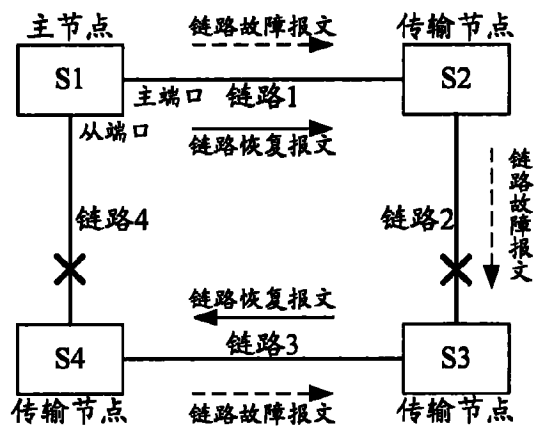 主节点
链路故障报文
传输节点
S1
S2
主端口
链路1
从端口
链路恢复报文
链路故障报文
链路4
链路2
链路恢复报文
S4
链路3
S3
传输节点
链路故障报文
传输节点